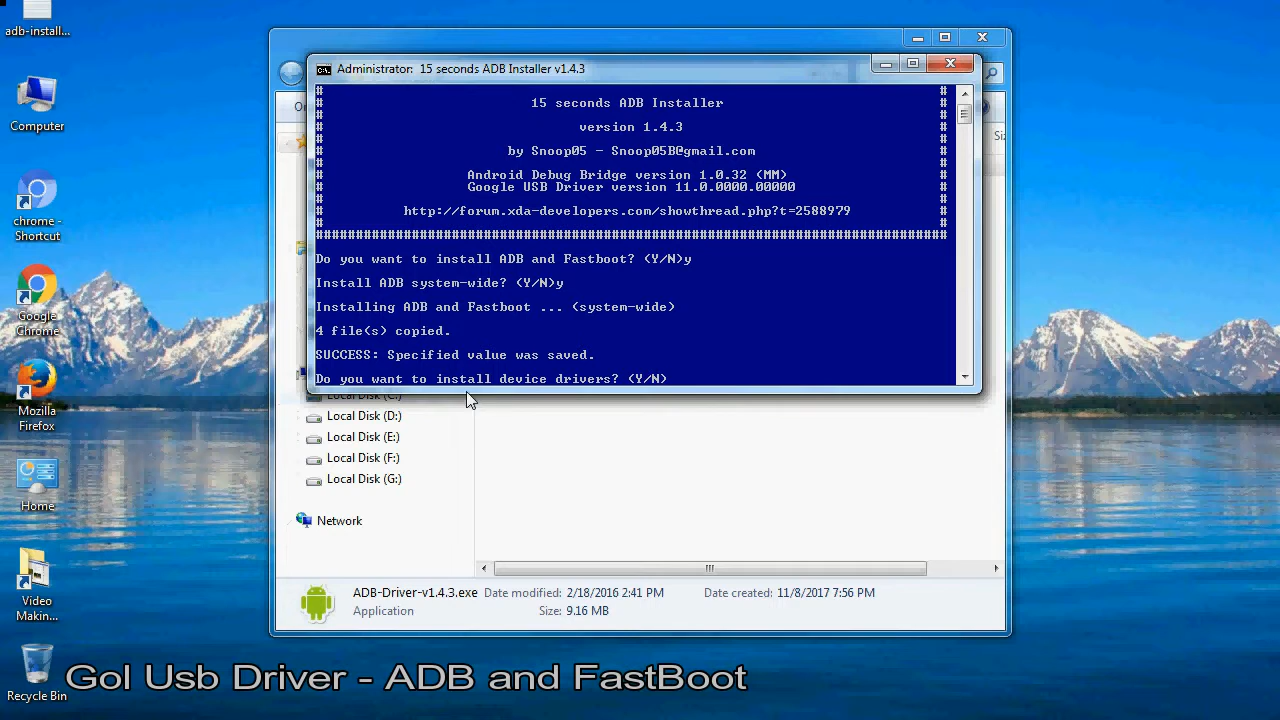 adb-install...
Computer
chrome -
Shortcut
Google
Chrome
Mozilla
Firefox
Home
Video
Makin...
Recycle Bin
Administrator: 15 seconds ADB Installer v1.4.3
15 seconds ADB Installer
version 1.4.3
by Snoop05 - Snoop05B@gmail.com
Android Debug Bridge version 1.0.32 (MM)
Google USB Driver version 11.0.0000.00000
http://forum.xda-developers.com/showthread.php?t=2588979
################################################################################
Do you want to install ADB and Fastboot? (Y/N)y
Install ADB system-wide? (Y/N)y
Installing ADB and Fastboot ... (system-wide)
4 file(s) copied.
SUCCESS: Specified value was saved.
Do you want to install device drivers? (Y/N)
Local Disk (C:)
Local Disk (D:)
Local Disk (E:)
Local Disk (F:)
Local Disk (G:)
Network
ADB-Driver-v1.4.3.exe Date modified: 2/18/2016 2:41 PM Date created: 11/8/2017 7:56 PM
Application Size: 9.16 MB
Gol Usb Driver - ADB and FastBoot